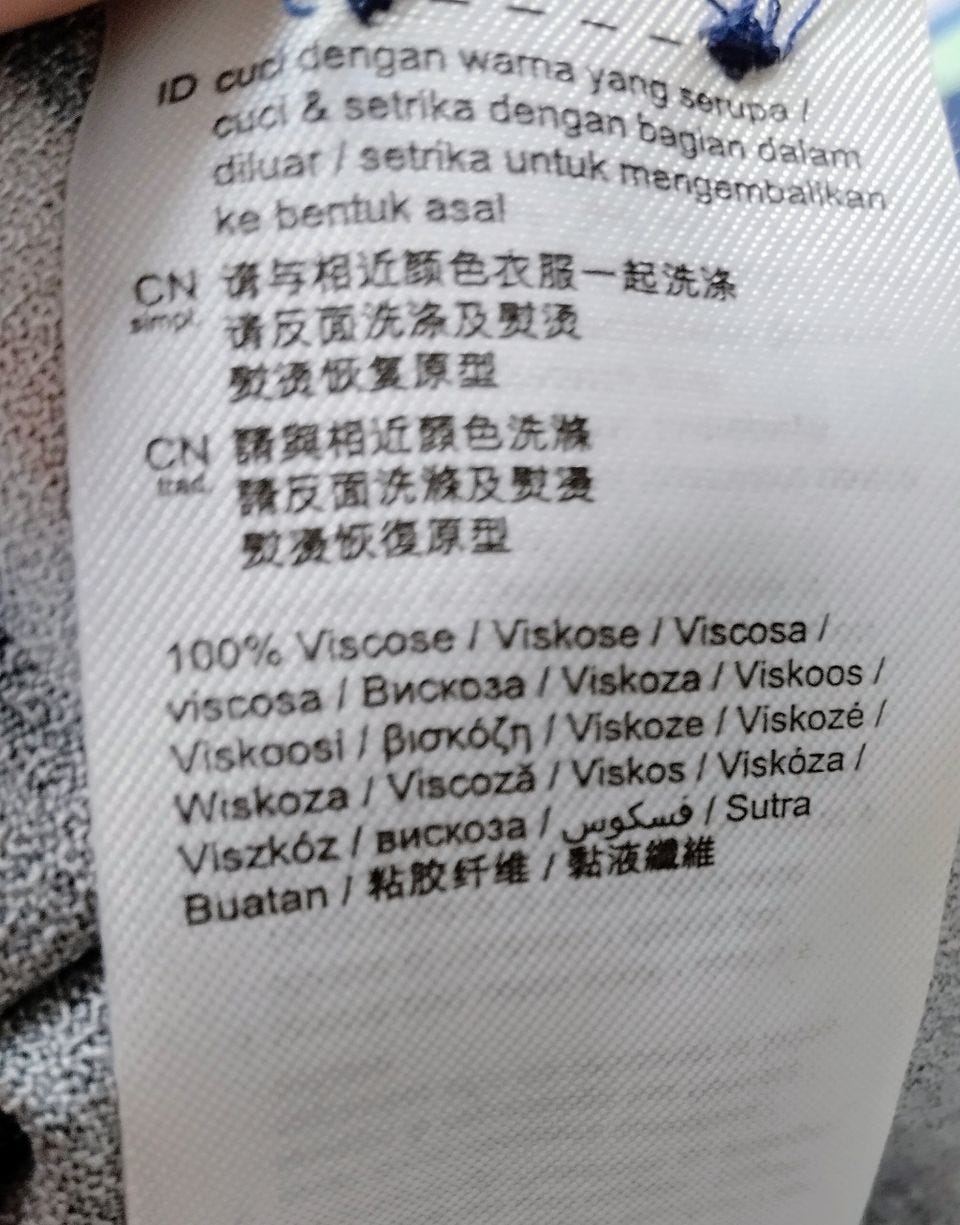 ID cuci dengan warna yang serupa /
cuci & setrika dengan bagian dalam
diluar / setrika untuk mengembalikan
ke bentuk asal
CN 请与相近颜色衣服一起洗涤
simpl. 请反面洗涤及熨烫
熨烫恢复原型
CN 請與相近顏色洗滌
trad. 請反面洗滌及熨燙
熨燙恢復原型
100% Viscose / Viskose / Viscosa /
viscosa / Вискоза / Viskoza / Viskoos /
Viskoosi / βισκόζη / Viskoze / Viskozė /
Wiskoza / Viscoză / Viskos / Viskóza /
Viszkóz / вискоза / فسكوس / Sutra
Buatan / 粘胶纤维 / 黏液纖維